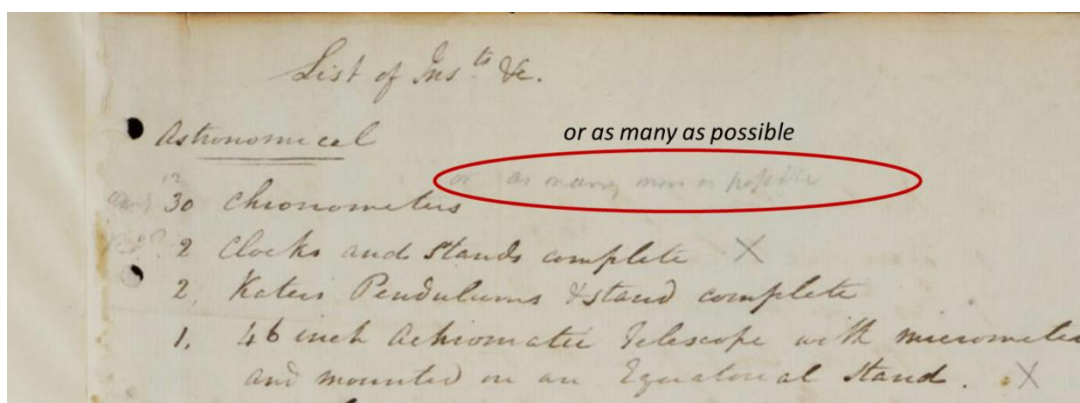 List of Insts &c.
Astronomical
or as many as possible
or as many more as possible
12
30 Chronometers
2 Clocks and Stands complete X
2, Katers Pendulums & stand complete
1. 46 inch Achromatic Telescope with micrometer
and mounted on an Equatorial Stand. X